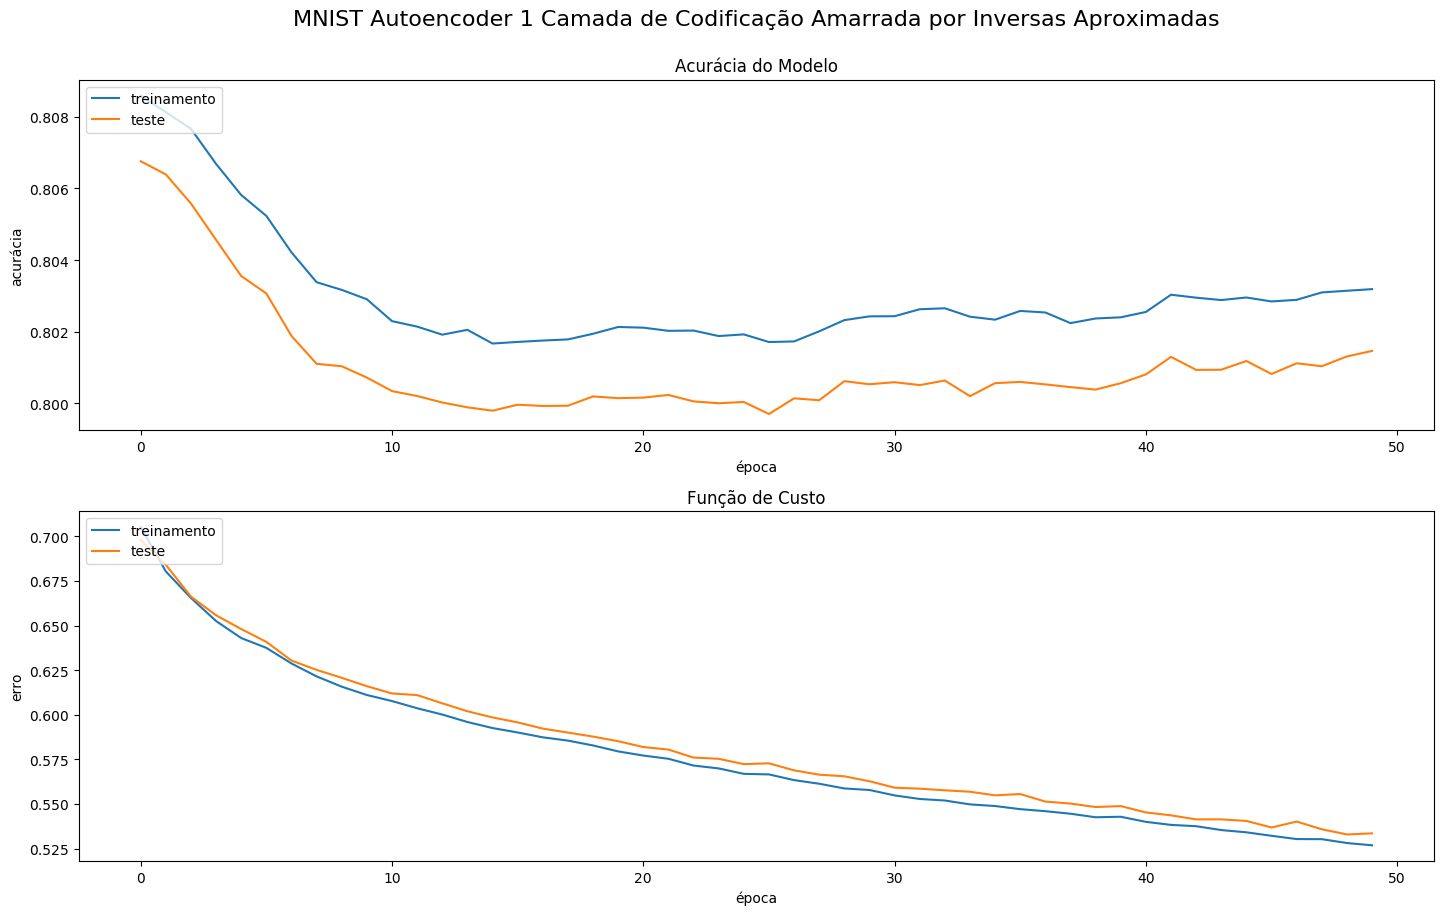 MNIST Autoencoder 1 Camada de Codificação Amarrada por Inversas Aproximadas
Acurácia do Modelo
treinamento
teste
0.808
0.806
0.804
0.802
0.800
acurácia
0 10 20 30 40 50
época
Função de Custo
treinamento
teste
0.700
0.675
0.650
0.625
0.600
0.575
0.550
0.525
erro
0 10 20 30 40 50
época